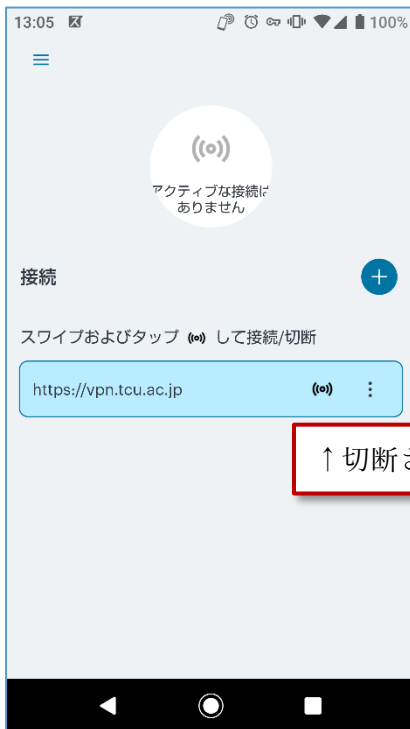 13:05
100%
アクティブな接続は
ありません
接続
スワイプおよびタップ して接続/切断
https://vpn.tcu.ac.jp
↑切断